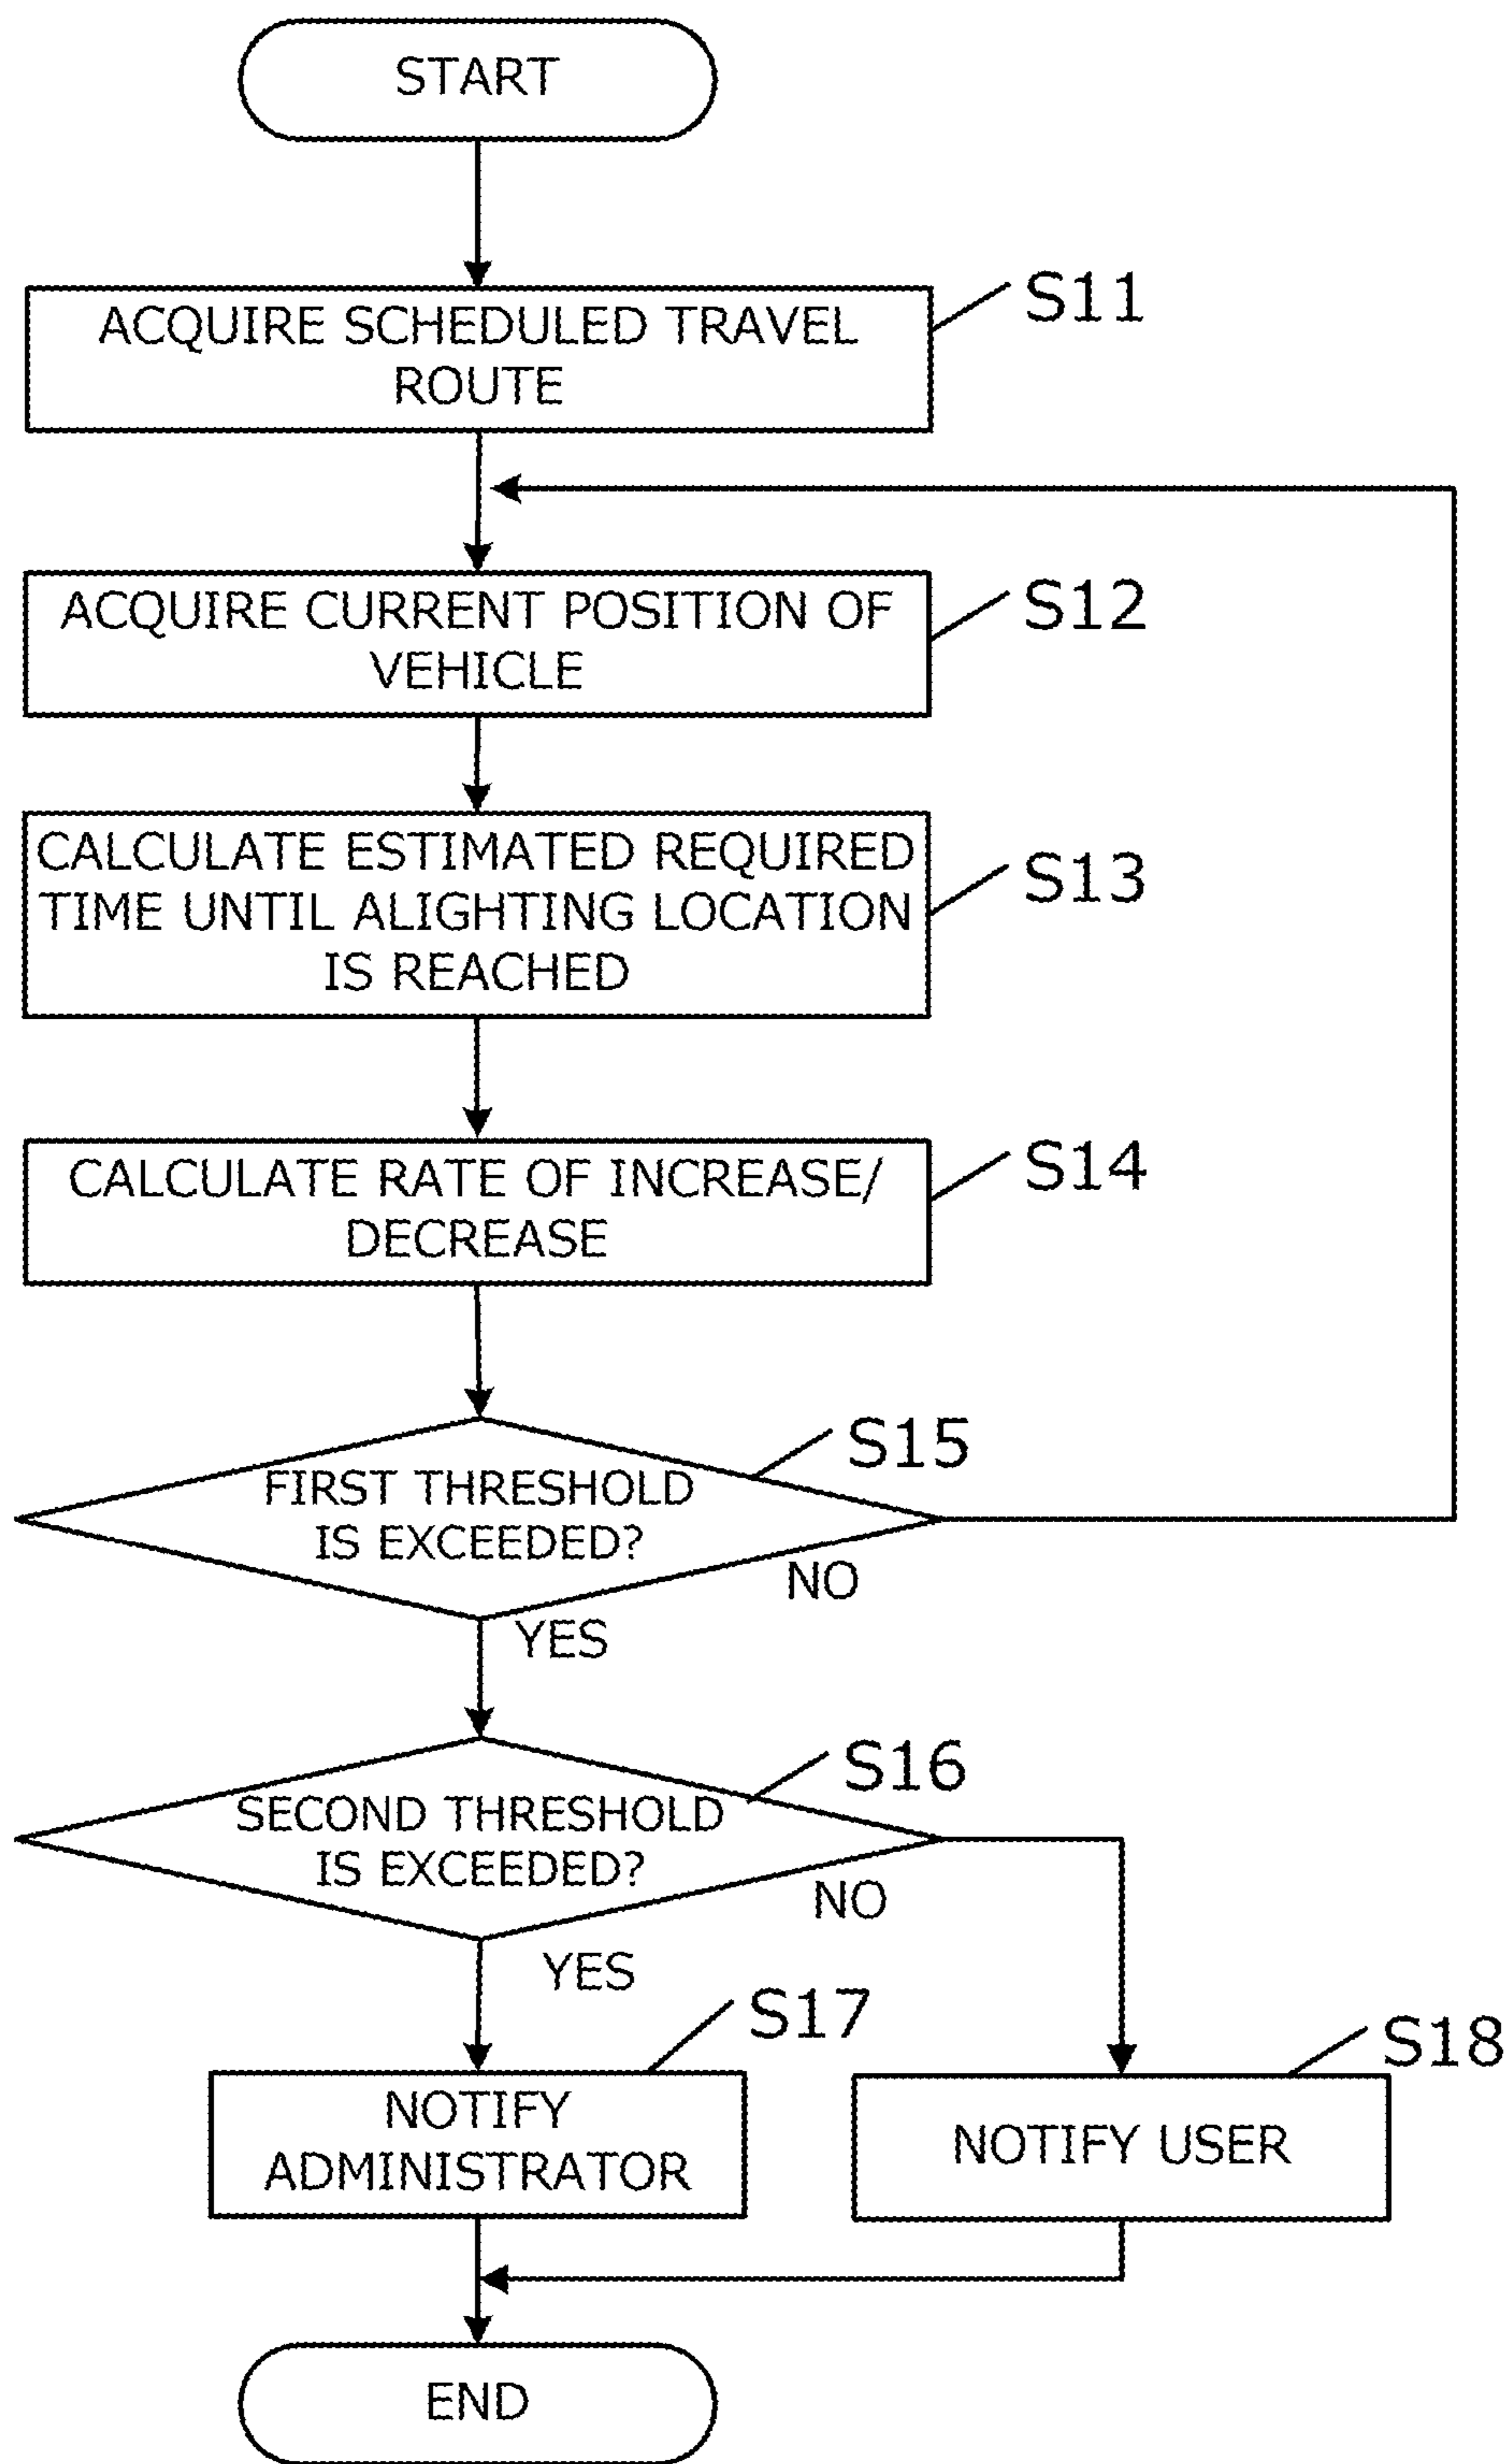 START
ACQUIRE SCHEDULED TRAVEL
ROUTE
S11
ACQUIRE CURRENT POSITION OF
VEHICLE
S12
CALCULATE ESTIMATED REQUIRED
TIME UNTIL ALIGHTING LOCATION
IS REACHED
S13
CALCULATE RATE OF INCREASE/
DECREASE
S14
FIRST THRESHOLD
IS EXCEEDED?
S15
NO
YES
SECOND THRESHOLD
IS EXCEEDED?
S16
NO
YES
NOTIFY
ADMINISTRATOR
S17
NOTIFY USER
S18
END